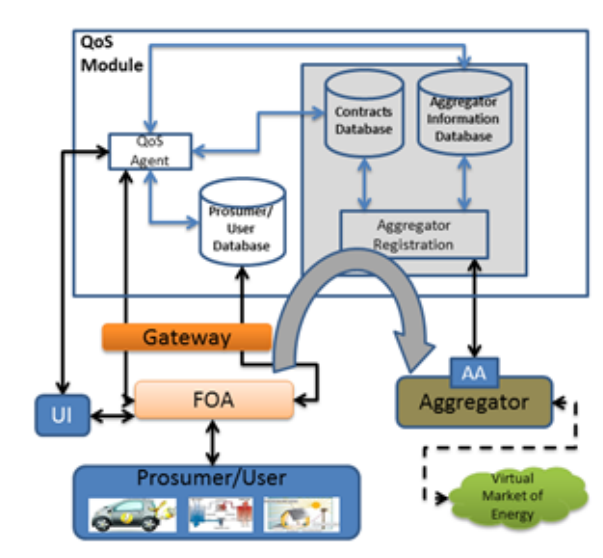 QoS
Module
Contracts
Database
Aggregator
Information
Database
QoS
Agent
Prosumer/
User
Database
Aggregator
Registration
Gateway
AA
FOA
Aggregator
UI
Prosumer/User
Virtual
Market of
Energy